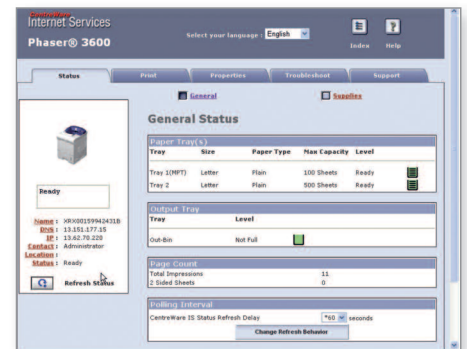 CentreWare
Internet Services
Phaser® 3600
Select your language : English
Index Help
Status Print Properties Troubleshoot Support
General Supplies
General Status
Ready
Name : XRX00159942431B
DNS : 13.151.177.15
IP : 13.62.70.220
Contact : Administrator
Location :
Status : Ready
Refresh Status
Paper Tray(s)
Tray Size Paper Type Max Capacity Level
Tray 1(MPT) Letter Plain 100 Sheets Ready
Tray 2 Letter Plain 500 Sheets Ready
Output Tray
Tray Level
Out-Bin Not Full
Page Count
Total Impressions 11
2 Sided Sheets 0
Polling Interval
CentreWare IS Status Refresh Delay *60 seconds
Change Refresh Behavior